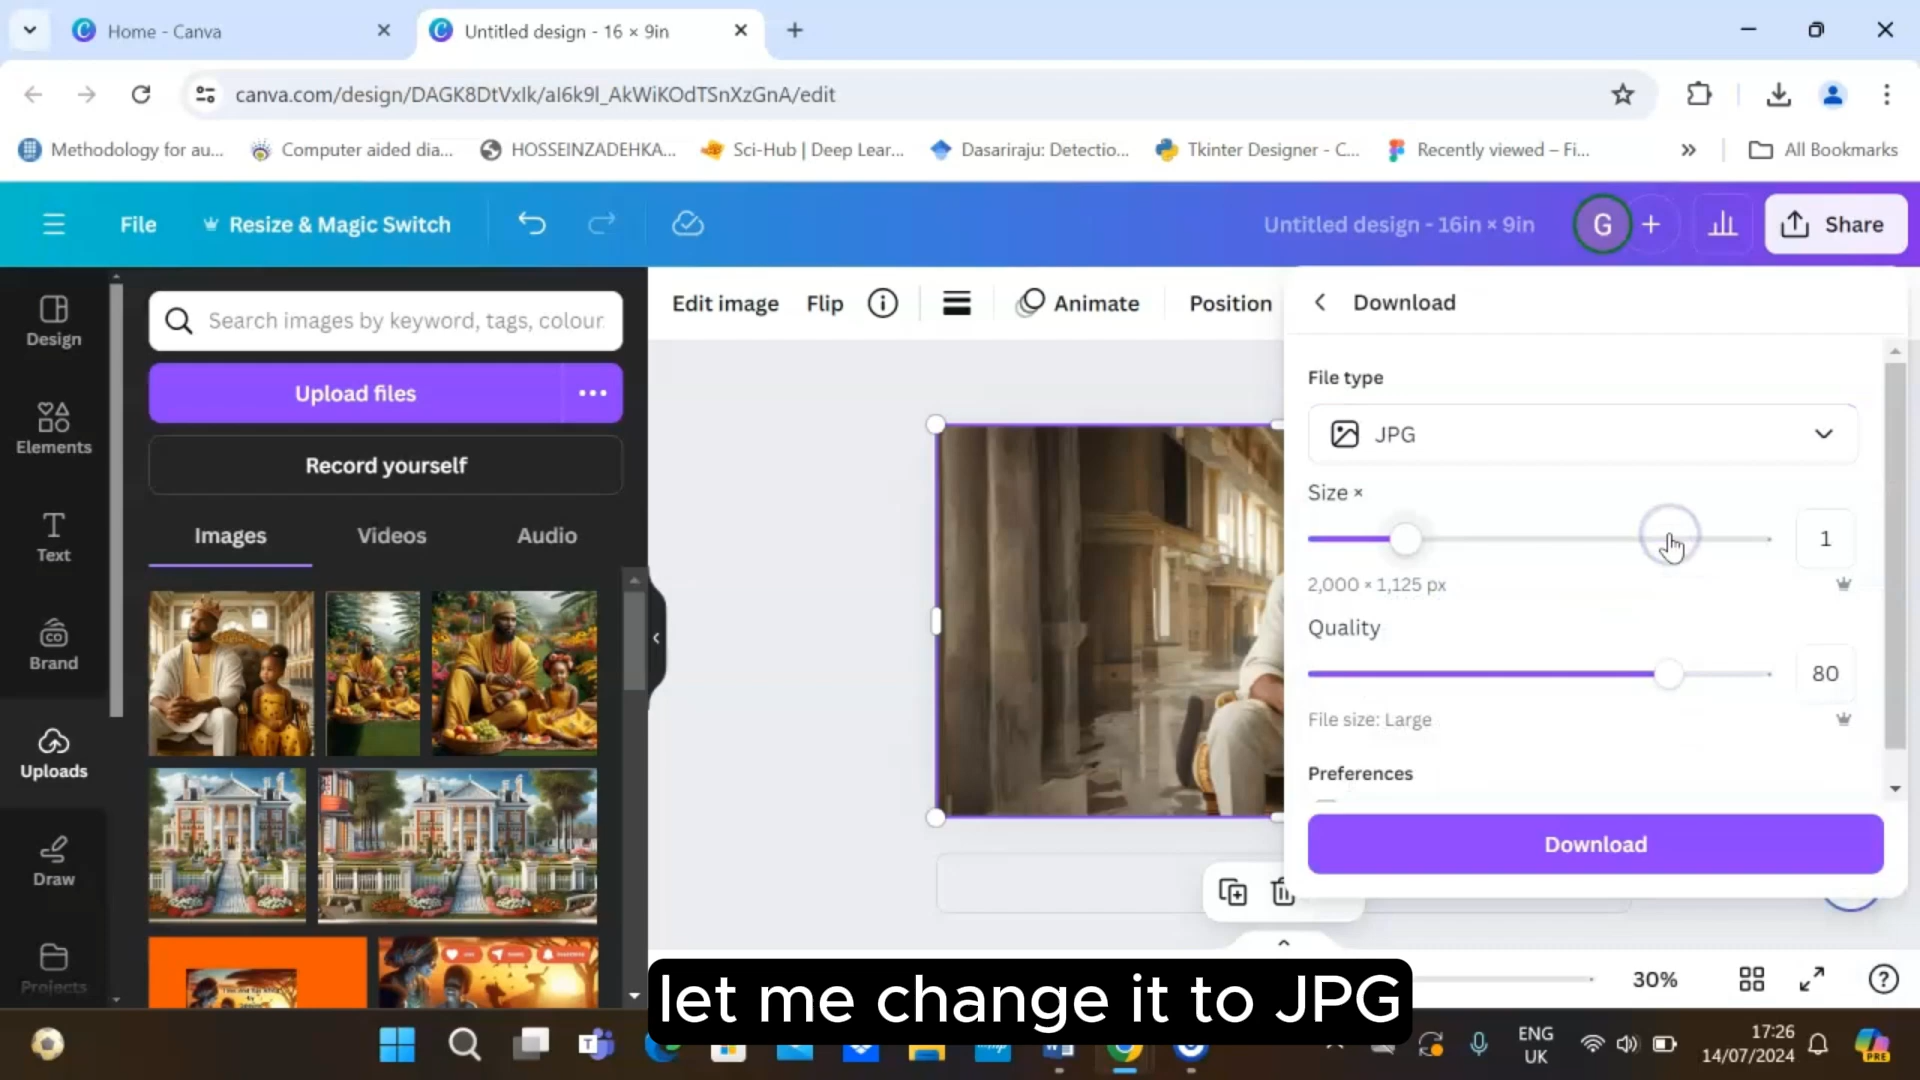 Home - Canva
Untitled design - 16 × 9in
canva.com/design/DAGK8DtVxIk/aI6k9l_AkWiKOdTSnXzGnA/edit
Methodology for au...
Computer aided dia...
HOSSEINZADEHKA...
Sci-Hub | Deep Lear...
Dasariraju: Detectio...
Tkinter Designer - C...
Recently viewed – Fi...
All Bookmarks
File
Resize & Magic Switch
Untitled design - 16in × 9in
G
Share
Design
Elements
Text
Brand
Uploads
Draw
Projects
Search images by keyword, tags, colour
Upload files
Record yourself
Images
Videos
Audio
Edit image
Flip
Animate
Position
Download
File type
JPG
Size ×
1
2,000 × 1,125 px
Quality
80
File size: Large
Preferences
Download
30%
let me change it to JPG
ENG
UK
17:26
14/07/2024
PRE